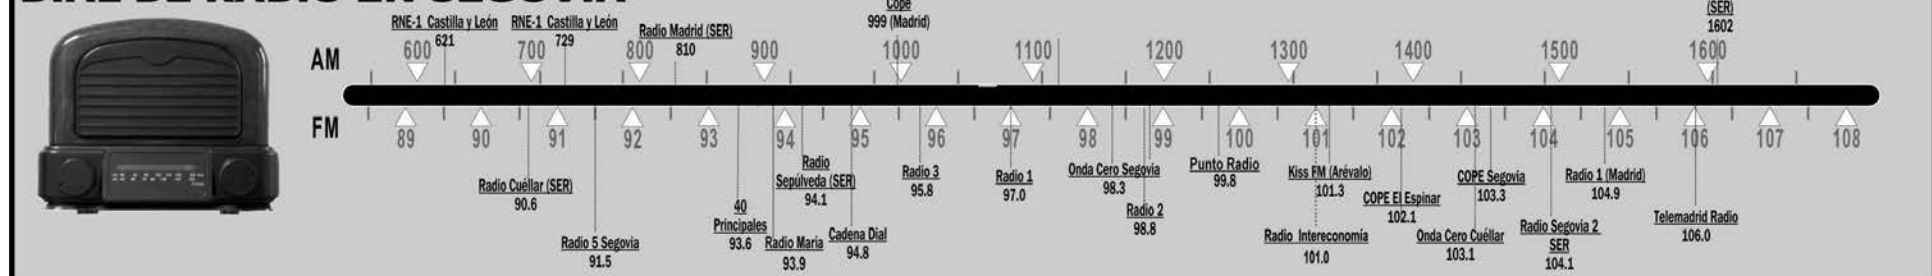 DIAL DE RADIO EN SEGOVIA
RNE-1 Castilla y León
621
RNE-1 Castilla y León
729
Radio Madrid (SER)
810
Cope
999 (Madrid)
(SER)
1602
AM
600 700 800 900 1000 1100 1200 1300 1400 1500 1600
FM
89 90 91 92 93 94 95 96 97 98 99 100 101 102 103 104 105 106 107 108
Radio Cuéllar (SER)
90.6
Radio 5 Segovia
91.5
40
Principales
93.6
Radio María
93.9
Radio
Sepúlveda (SER)
94.1
Cadena Dial
94.8
Radio 3
95.8
Radio 1
97.0
Onda Cero Segovia
98.3
Radio 2
98.8
Punto Radio
99.8
Radio Intereconomía
101.0
Kiss FM (Arévalo)
101.3
COPE El Espinar
102.1
Onda Cero Cuéllar
103.1
COPE Segovia
103.3
Radio Segovia 2
SER
104.1
Radio 1 (Madrid)
104.9
Telemadrid Radio
106.0